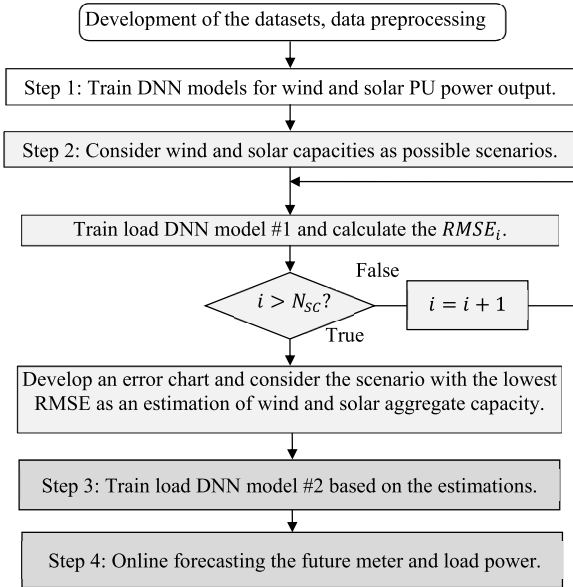 Development of the datasets, data preprocessing
Step 1: Train DNN models for wind and solar PU power output.
Step 2: Consider wind and solar capacities as possible scenarios.
Train load DNN model #1 and calculate the $RMSE_i$.
False
$i > N_{SC}$?
$i = i + 1$
True
Develop an error chart and consider the scenario with the lowest
RMSE as an estimation of wind and solar aggregate capacity.
Step 3: Train load DNN model #2 based on the estimations.
Step 4: Online forecasting the future meter and load power.